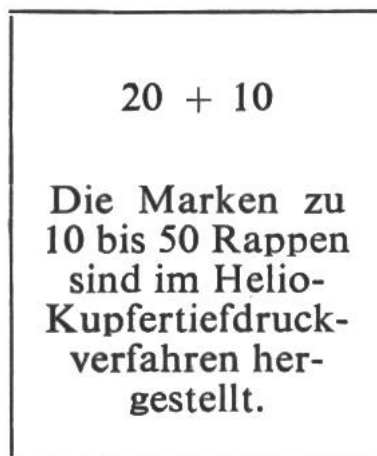 20 + 10
Die Marken zu
10 bis 50 Rappen
sind im Helio-
Kupfertiefdruck-
verfahren her-
gestellt.